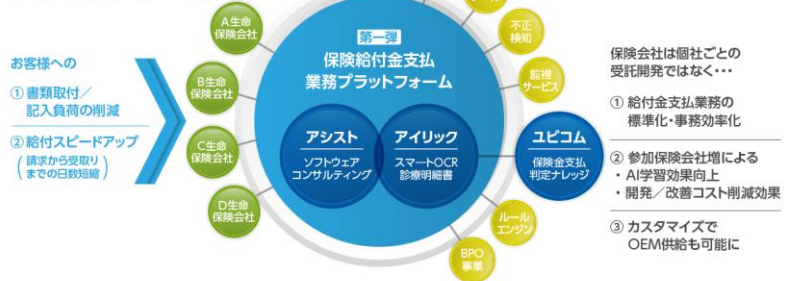 お客様への
① 書類取付／
記入負荷の削減
② 給付スピードアップ
(請求から受取り
までの日数短縮)
A生命
保険会社
B生命
保険会社
C生命
保険会社
D生命
保険会社
第一弾
保険給付金支払
業務プラットフォーム
アシスト
ソフトウェア
コンサルティング
アイリック
スマートOCR
診療明細書
ユビコム
保険金支払
判定ナレッジ
不正
検知
監視
サービス
ルール
エンジン
BPO
事業
保険会社は個社ごとの
受託開発ではなく・・・
① 給付金支払業務の
標準化・事務効率化
② 参加保険会社増による
・AI学習効果向上
・開発／改善コスト削減効果
③ カスタマイズで
OEM供給も可能に